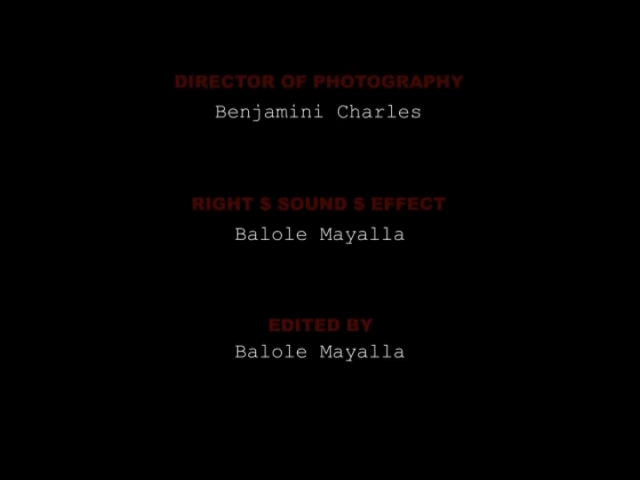 DIRECTOR OF PHOTOGRAPHY
Benjamini Charles
RIGHT $ SOUND $ EFFECT
Balole Mayalla
EDITED BY
Balole Mayalla